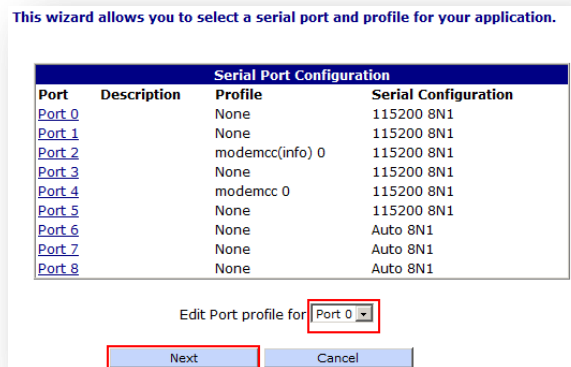 This wizard allows you to select a serial port and profile for your application.
Serial Port Configuration
Port Description Profile Serial Configuration
Port 0 None 115200 8N1
Port 1 None 115200 8N1
Port 2 modemcc(info) 0 115200 8N1
Port 3 None 115200 8N1
Port 4 modemcc 0 115200 8N1
Port 5 None 115200 8N1
Port 6 None Auto 8N1
Port 7 None Auto 8N1
Port 8 None Auto 8N1
Edit Port profile for Port 0
Next Cancel